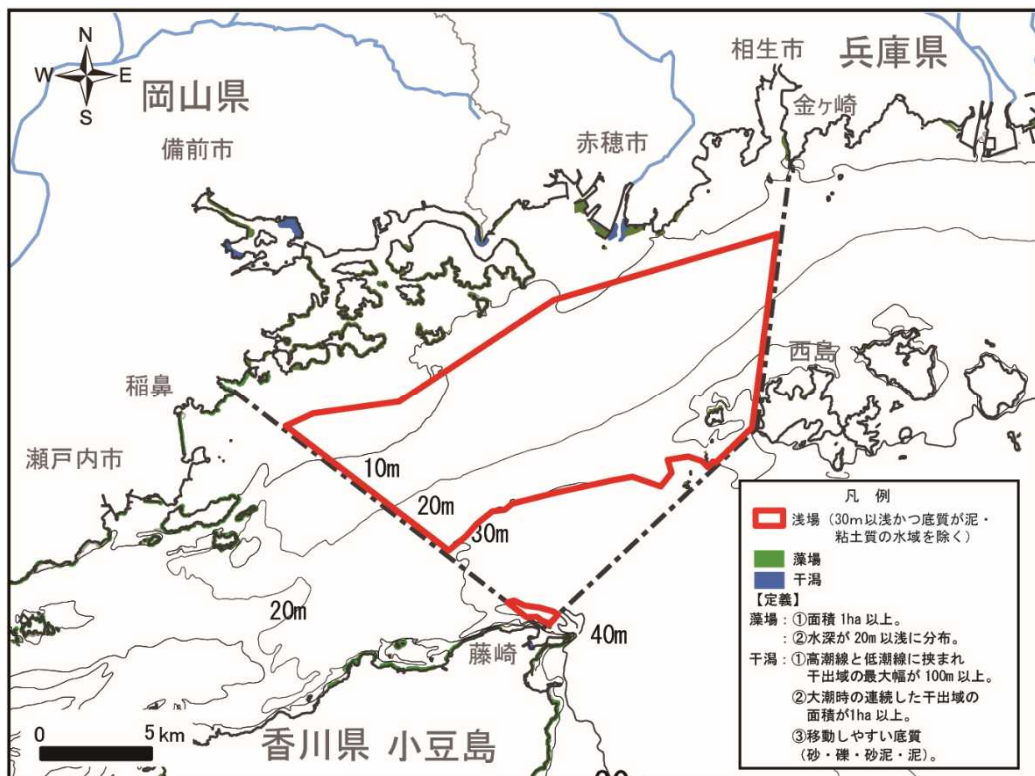 N
W E
S
岡山県
備前市
相生市
兵庫県
金ヶ崎
赤穂市
稲鼻
西島
瀬戸内市
10m
20m
30m
20m
40m
藤崎
香川県 小豆島
0 5 km
凡 例
浅場（30m以浅かつ底質が泥・
粘土質の水域を除く）
藻場
干潟
【定義】
藻場：①面積 1ha 以上。
：②水深が 20m 以浅に分布。
干潟：①高潮線と低潮線に挟まれ
干出域の最大幅が 100m 以上。
②大潮時の連続した干出域の
面積が1ha 以上。
③移動しやすい底質
（砂・礫・砂泥・泥）。